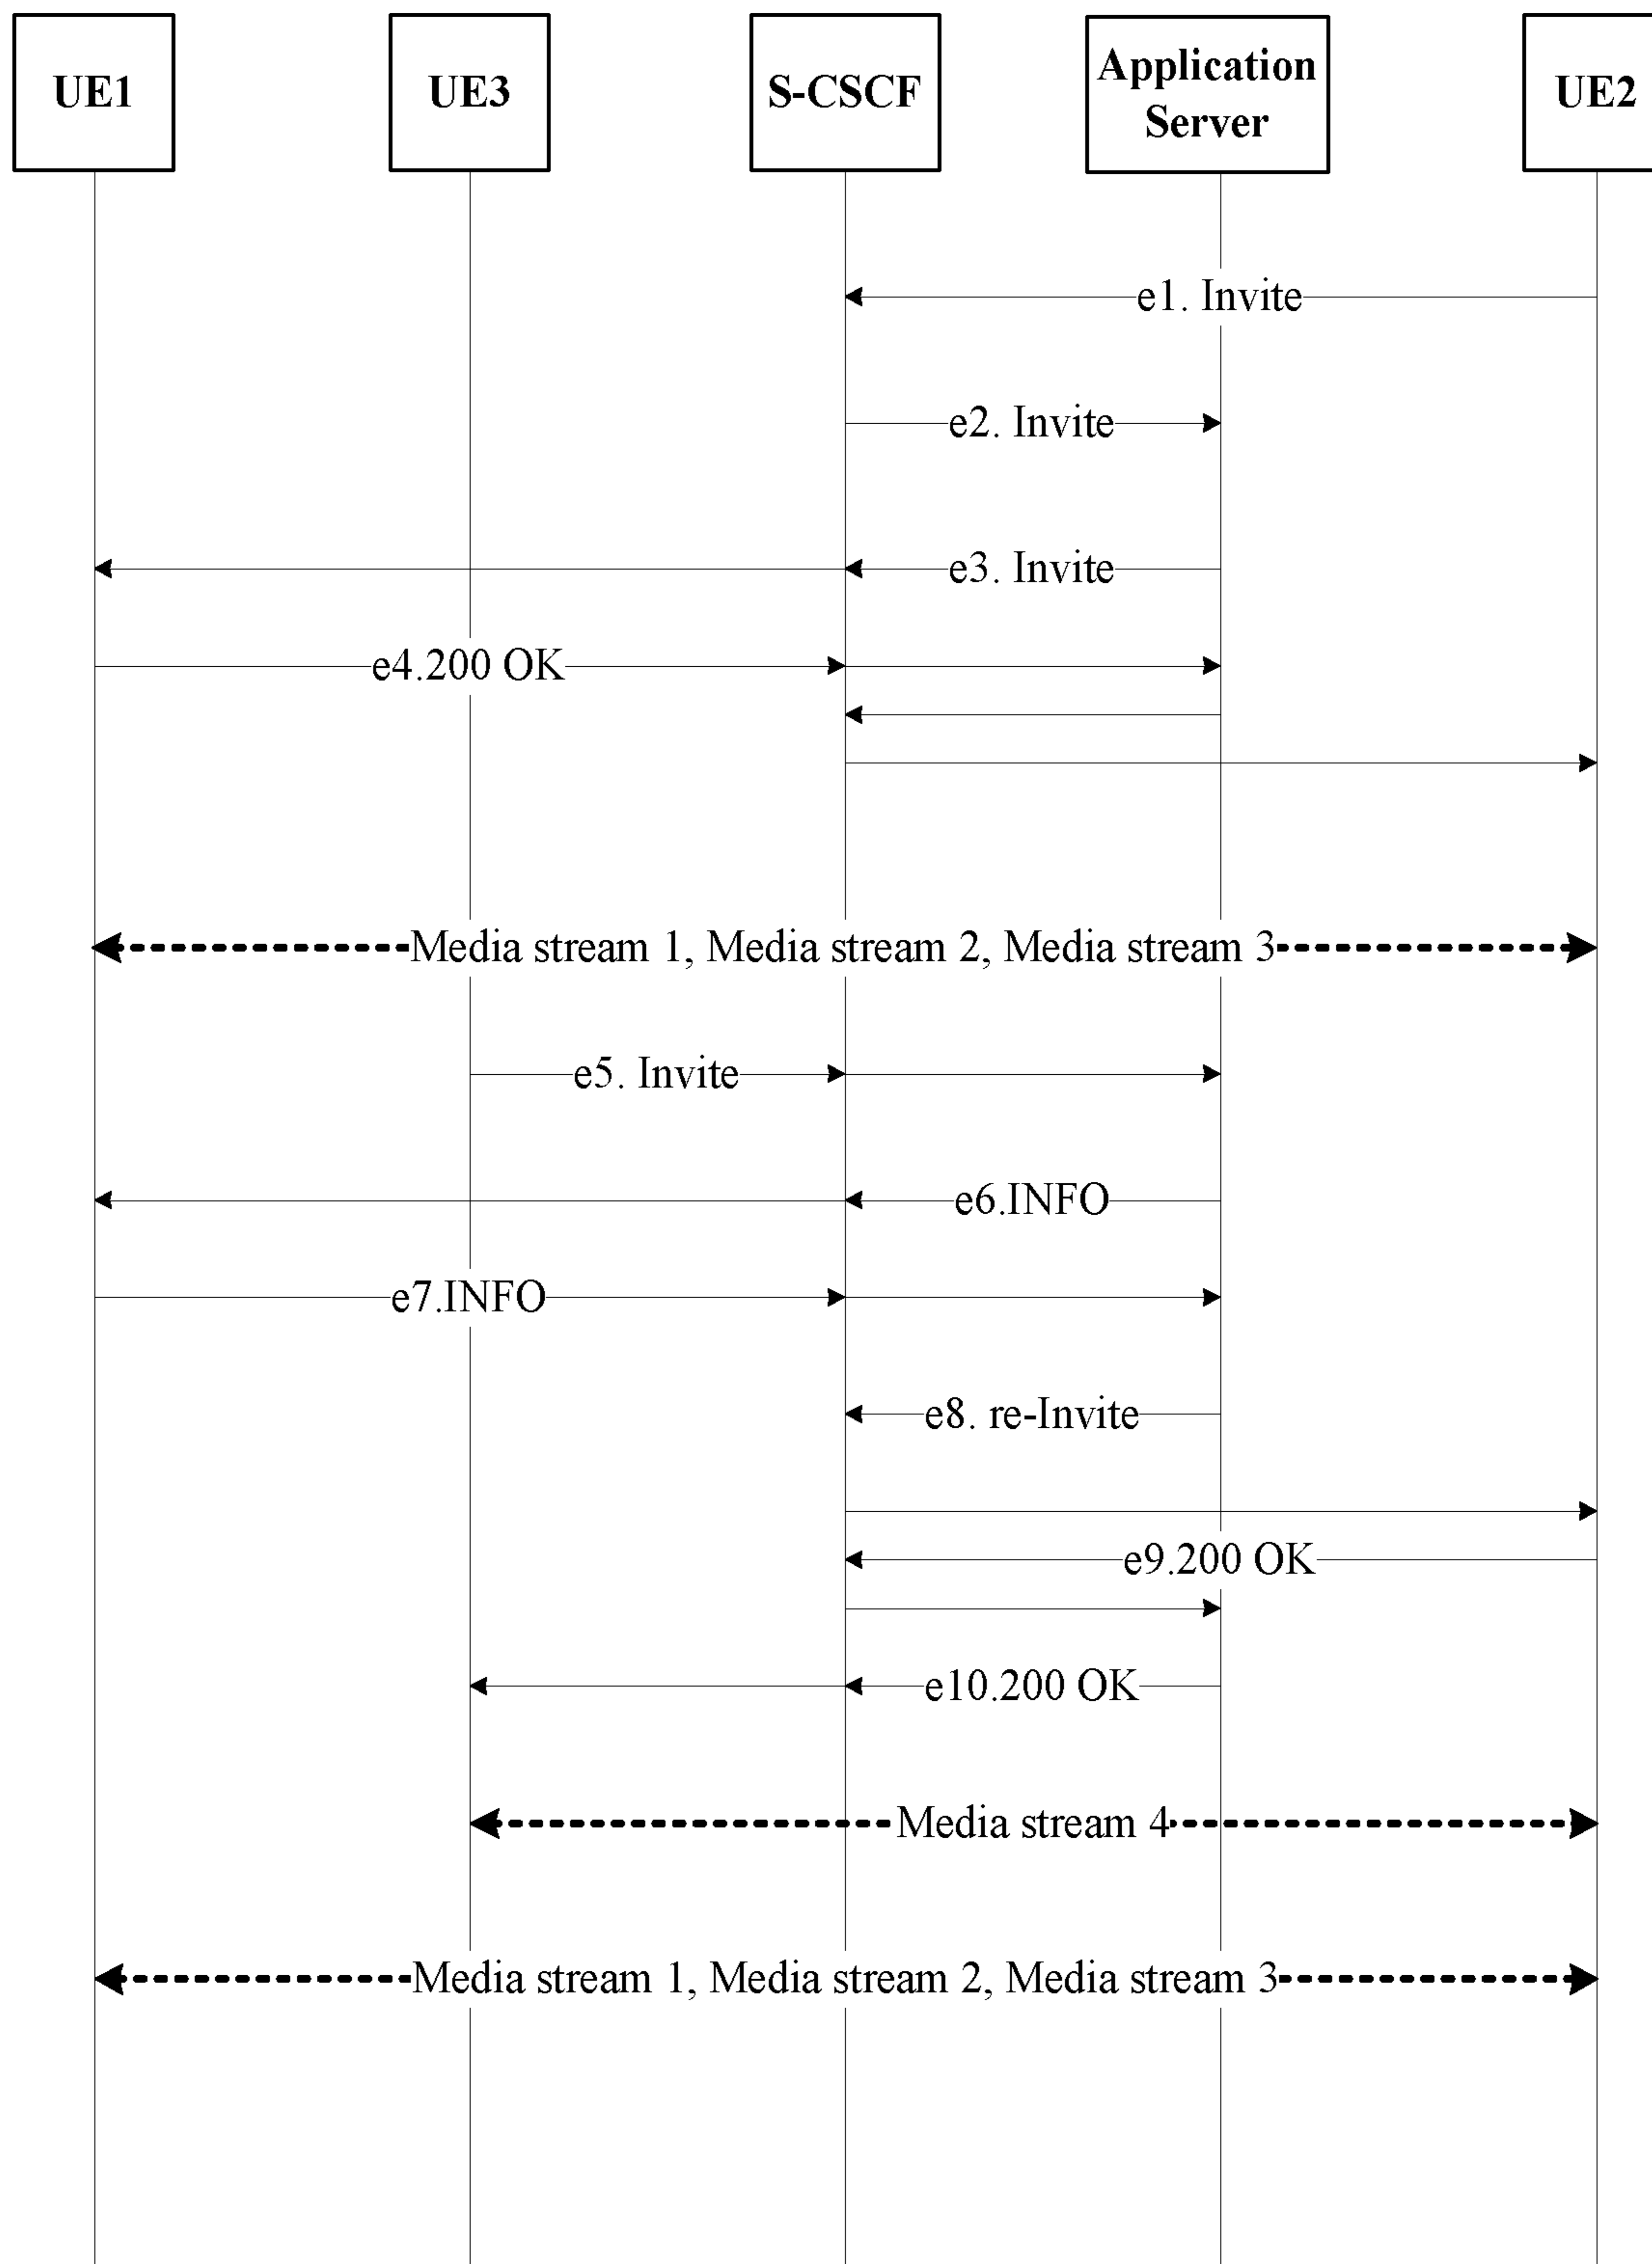 UE1
UE3
S-CSCF
Application
Server
UE2
e1. Invite
e2. Invite
e3. Invite
e4.200 OK
Media stream 1, Media stream 2, Media stream 3
e5. Invite
e6.INFO
e7.INFO
e8. re-Invite
e9.200 OK
e10.200 OK
Media stream 4
Media stream 1, Media stream 2, Media stream 3